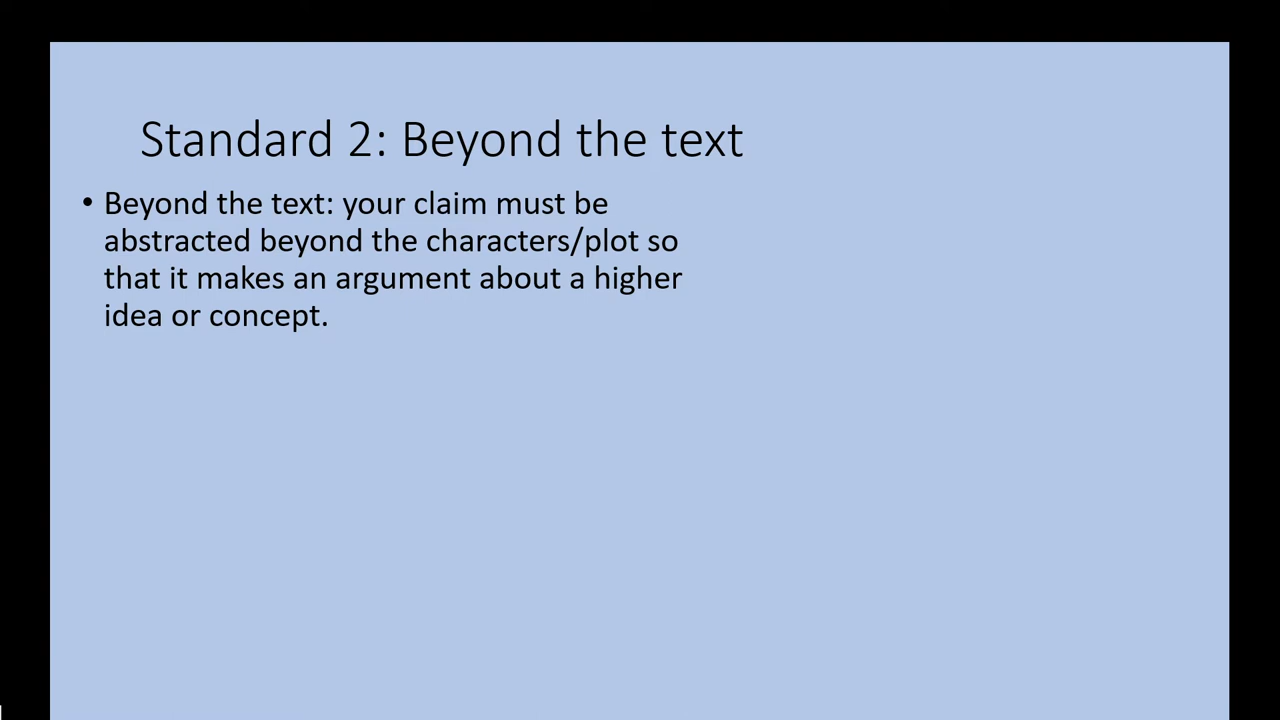 Standard 2: Beyond the text
• Beyond the text: your claim must be
abstracted beyond the characters/plot so
that it makes an argument about a higher
idea or concept.